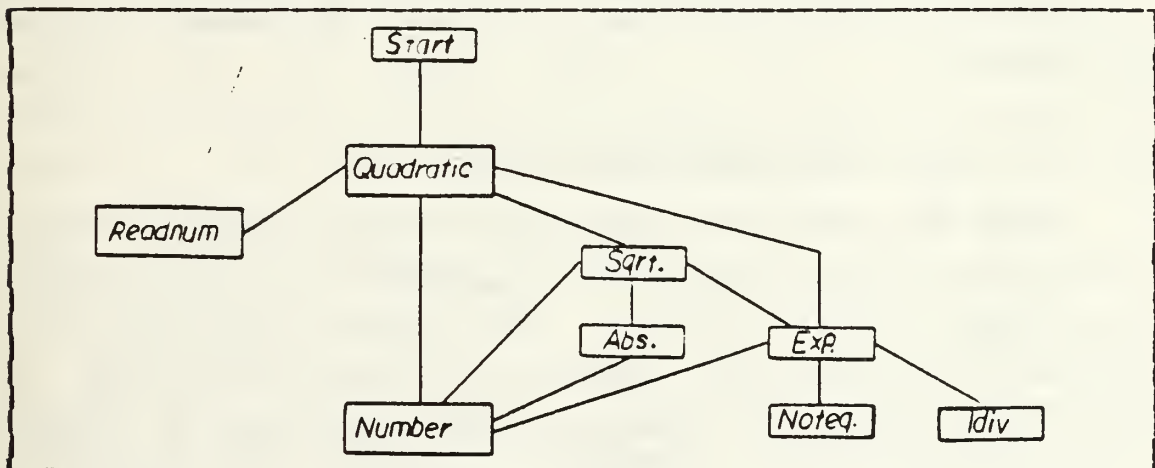 Start
Quadratic
Readnum
Sqrt.
Abs.
Exp.
Number
Noteq.
Idiv